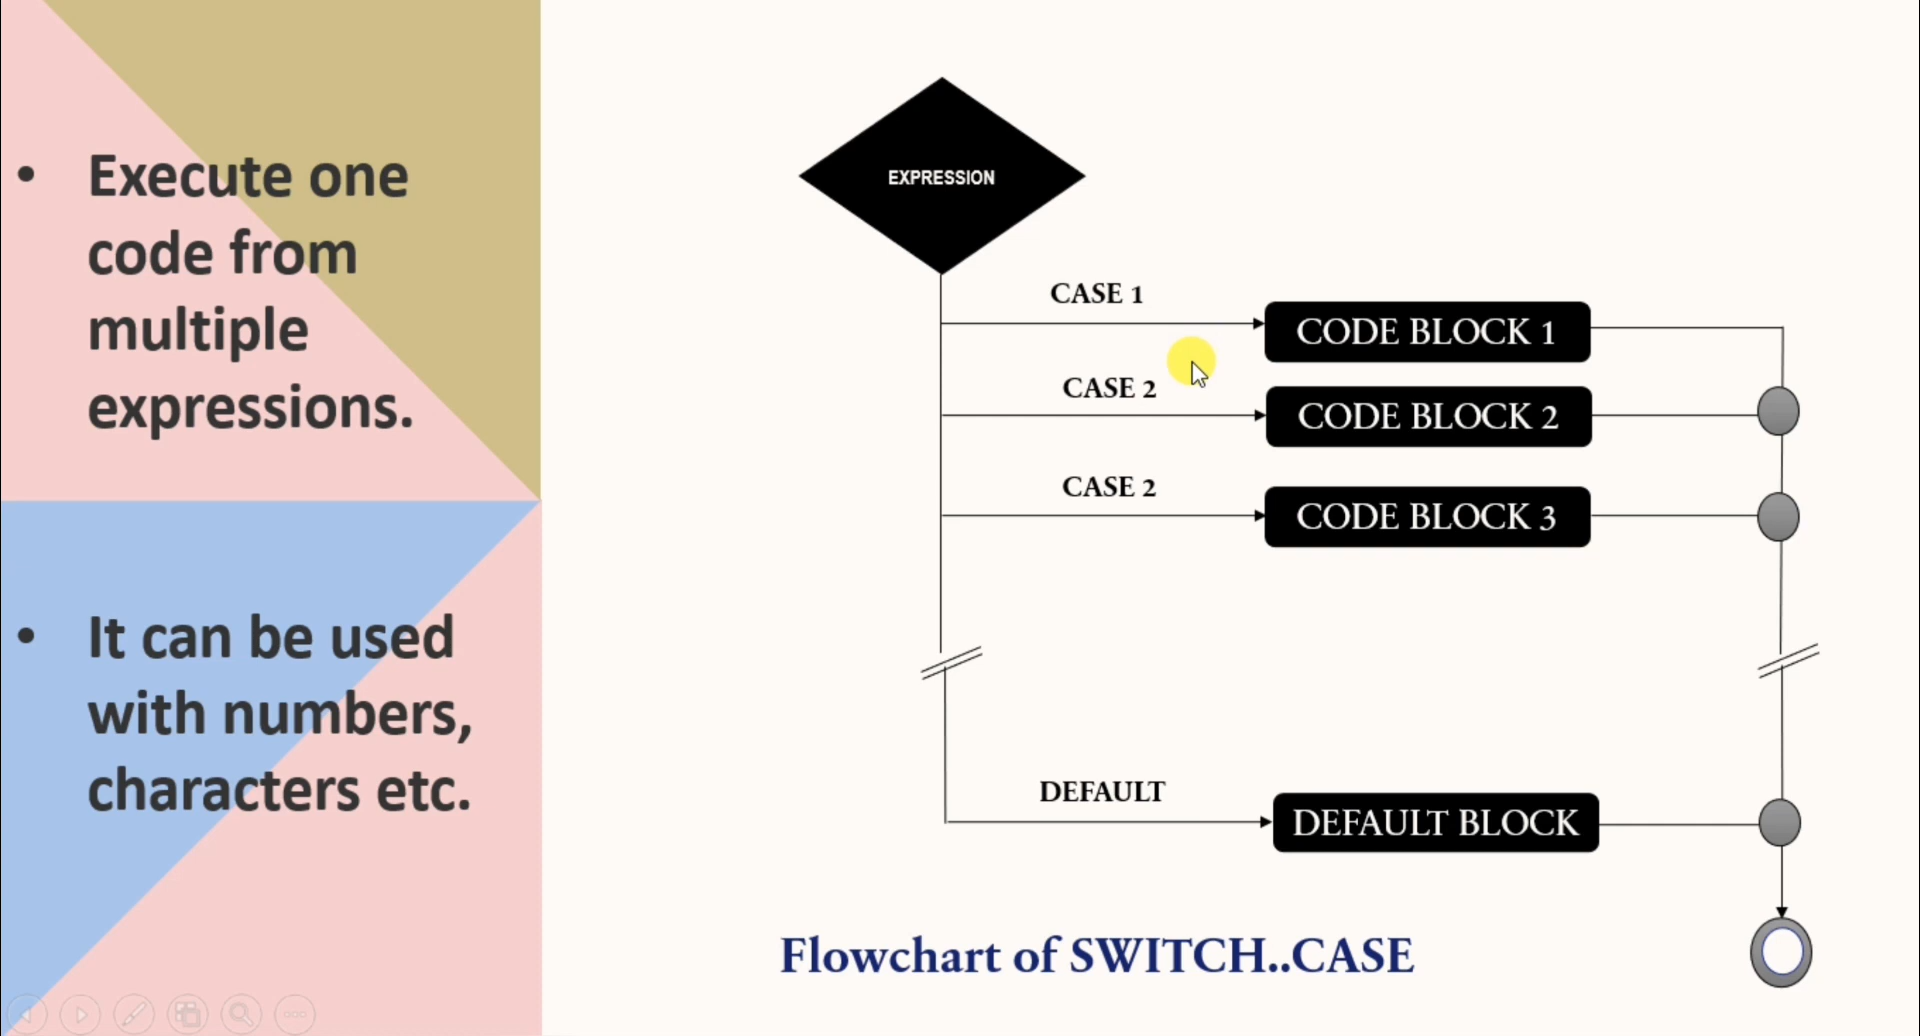 • Execute one
code from
multiple
expressions.
• It can be used
with numbers,
characters etc.
EXPRESSION
CASE 1
CODE BLOCK 1
CASE 2
CODE BLOCK 2
CASE 2
CODE BLOCK 3
DEFAULT
DEFAULT BLOCK
Flowchart of SWITCH..CASE